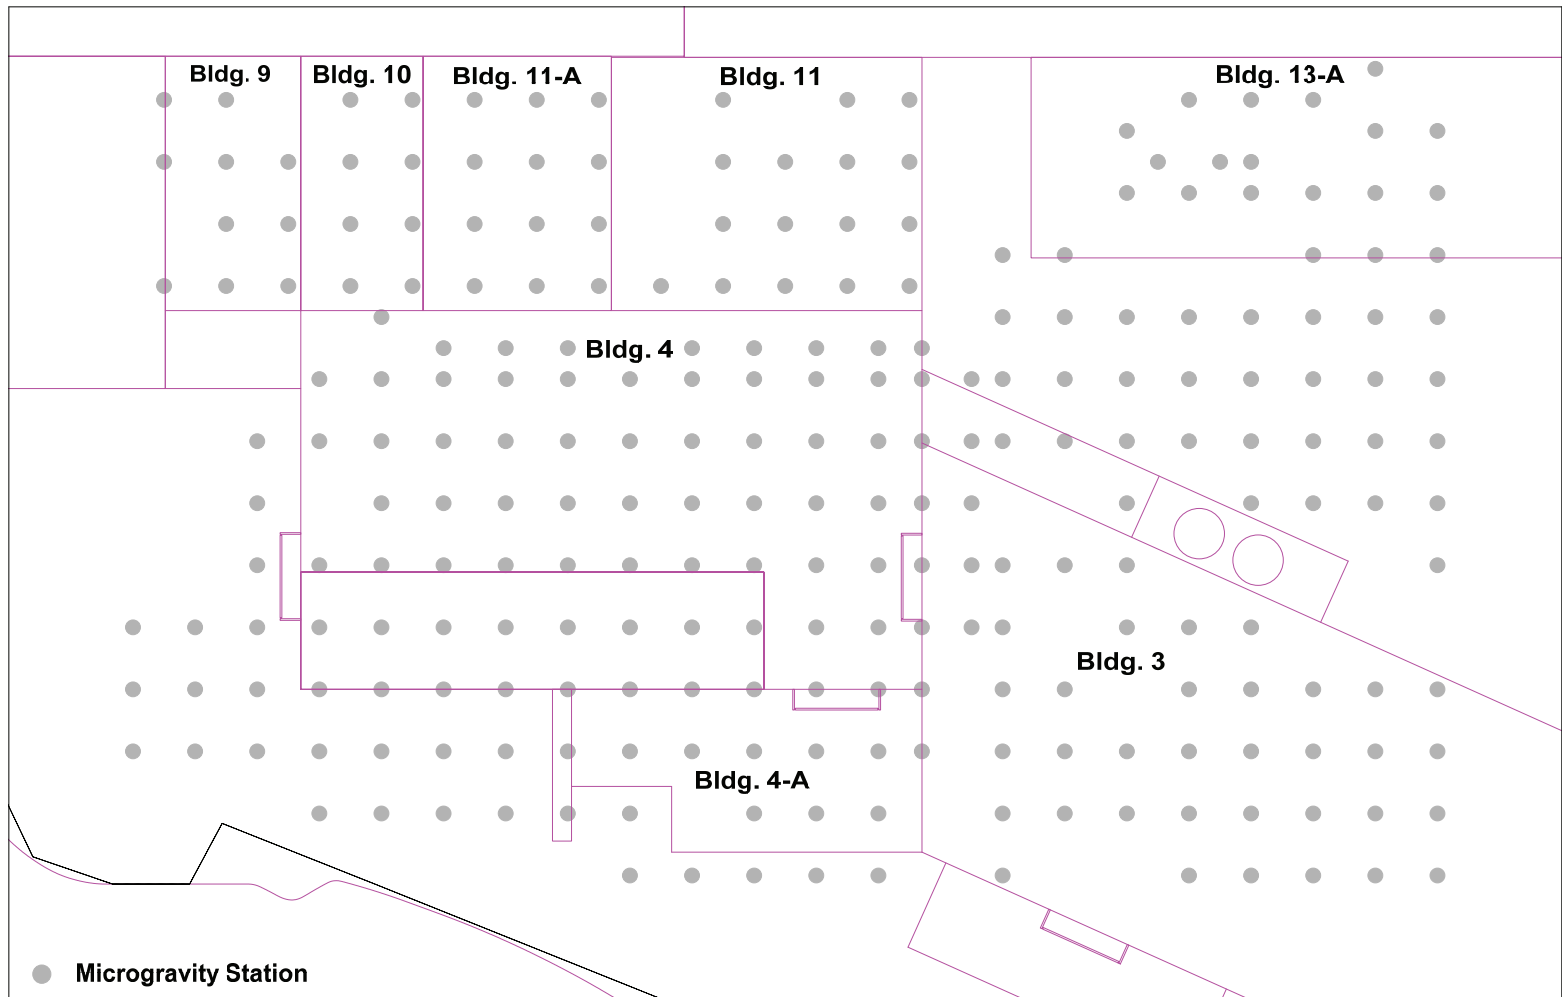 Bldg. 9
Bldg. 10
Bldg. 11-A
Bldg. 11
Bldg. 13-A
Bldg. 4
Bldg. 3
Bldg. 4-A
Microgravity Station